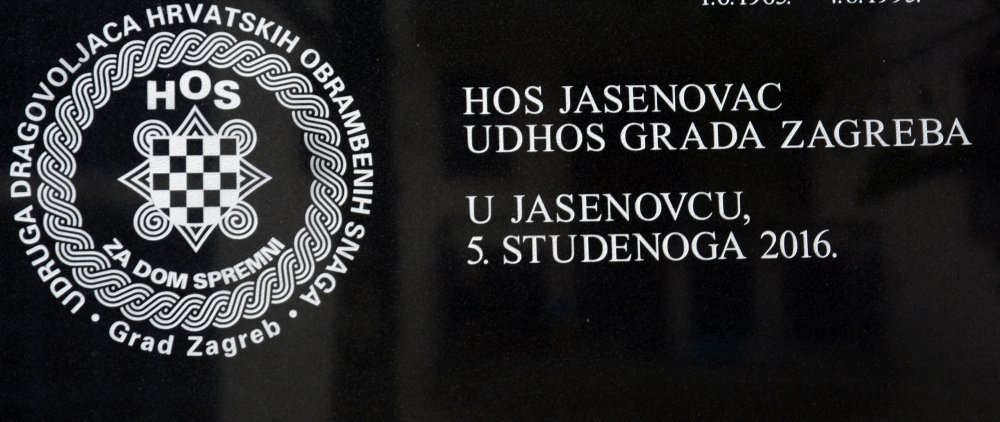 UDRUGA DRAGOVOLJACA HRVATSKIH OBRAMBENIH SNAGA
HOS
ZA DOM SPREMNI
• Grad Zagreb •
HOS JASENOVAC
UDHOS GRADA ZAGREBA
U JASENOVCU,
5. STUDENOGA 2016.